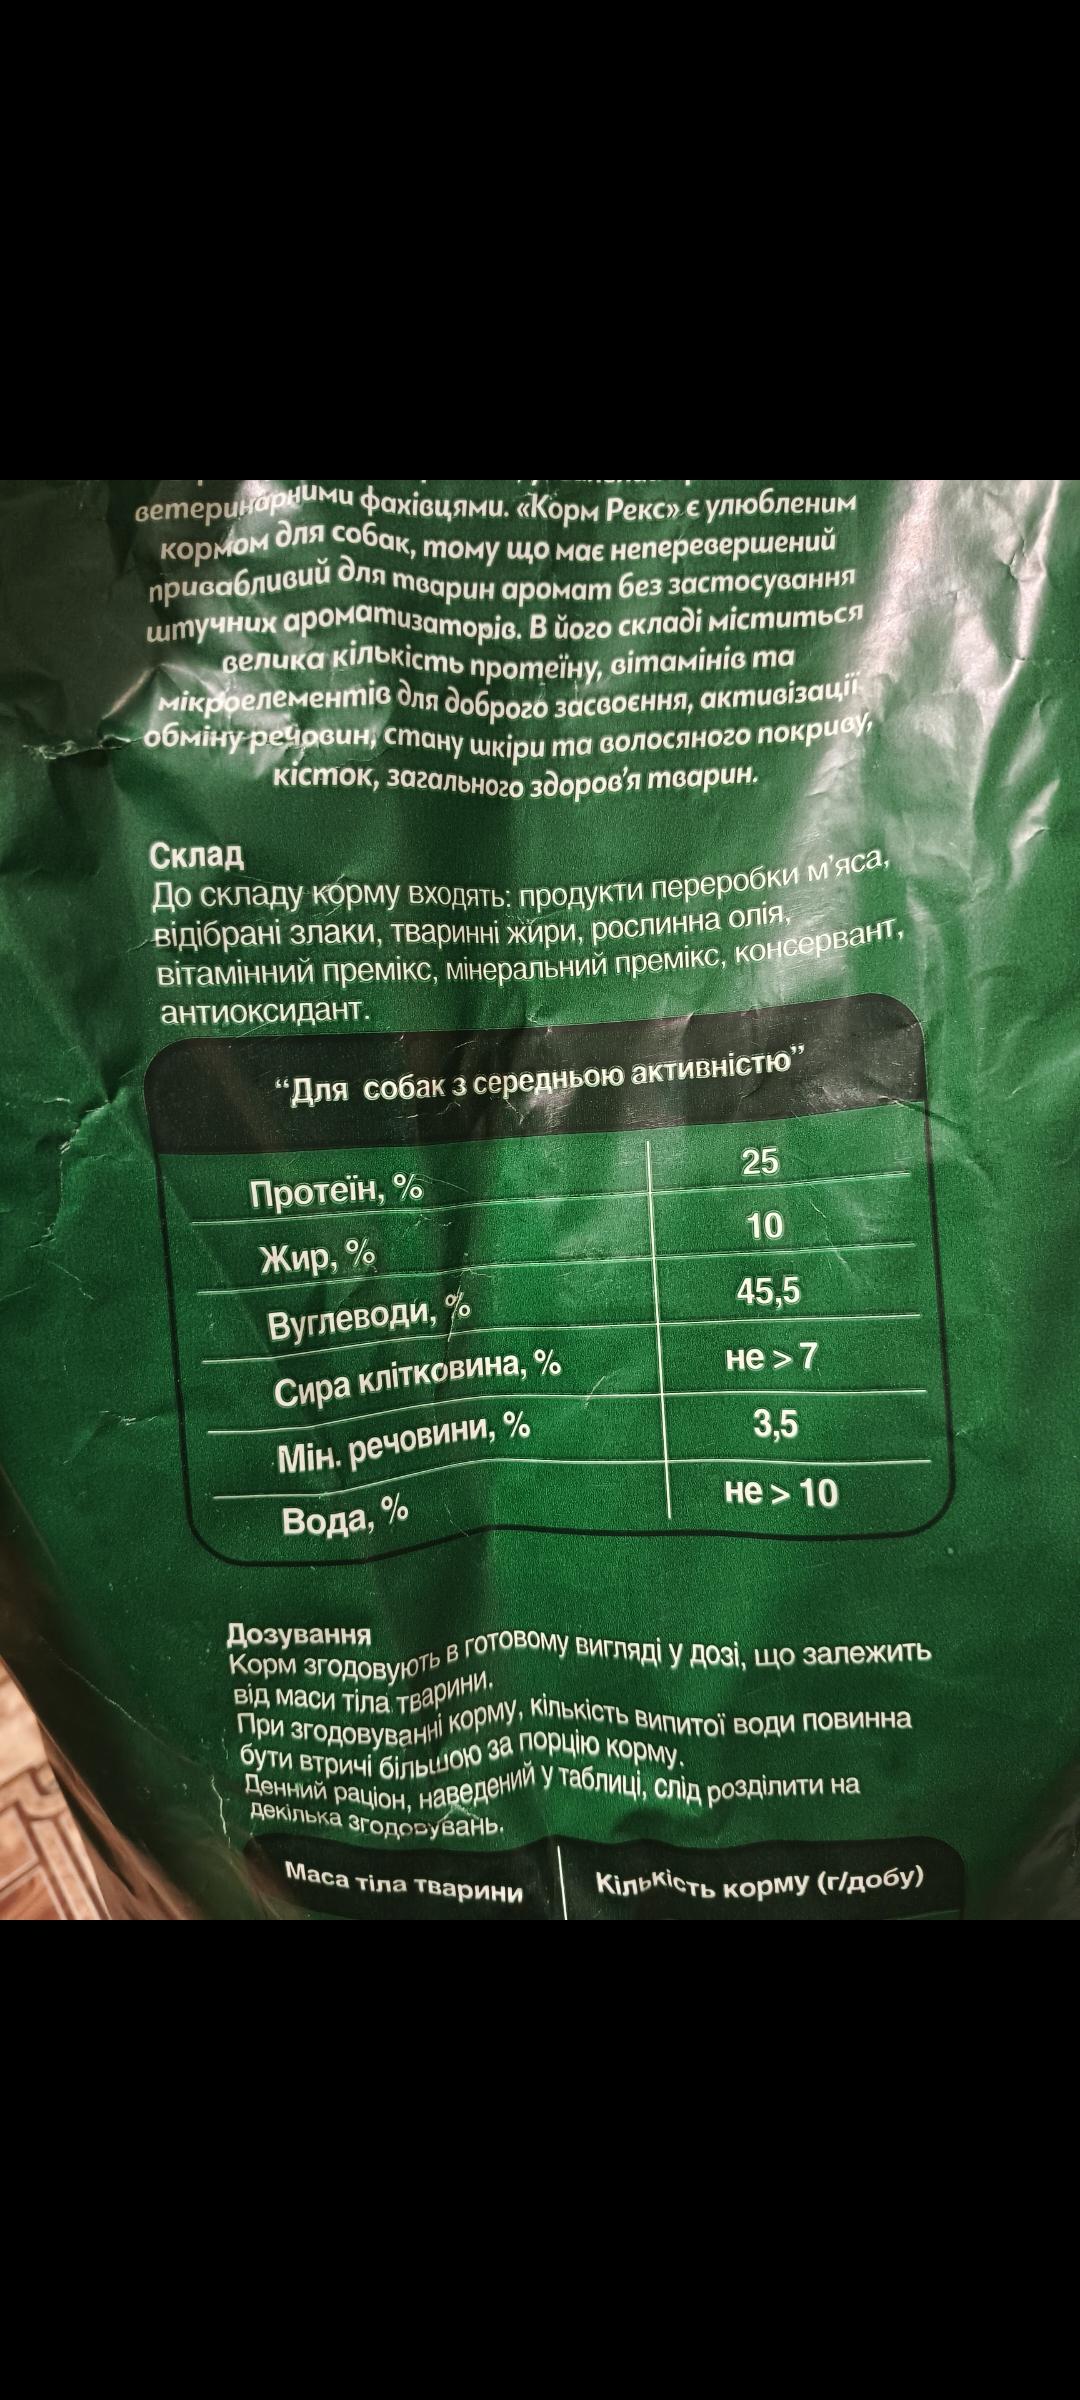 ветеринарними фахівцями. «Корм Рекс» є улюбленим
кормом для собак, тому що має неперевершений
привабливий для тварин аромат без застосування
штучних ароматизаторів. В його складі міститься
велика кількість протеїну, вітамінів та
мікроелементів для доброго засвоєння, активізації
обміну речовин, стану шкіри та волосяного покриву,
кісток, загального здоров'я тварин.
Склад
До складу корму входять: продукти переробки м'яса,
відібрані злаки, тваринні жири, рослинна олія,
вітамінний премікс, мінеральний премікс, консервант,
антиоксидант.
“Для собак з середньою активністю”
Протеїн, % 25
Жир, % 10
Вуглеводи, % 45,5
Сира клітковина, % не > 7
Мін. речовини, % 3,5
Вода, % не > 10
Дозування
Корм згодовують в готовому вигляді у дозі, що залежить
від маси тіла тварини.
При згодовуванні корму, кількість випитої води повинна
бути втричі більшою за порцію корму.
Денний раціон, наведений у таблиці, слід розділити на
декілька згодовувань.
Маса тіла тварини Кількість корму (г/добу)